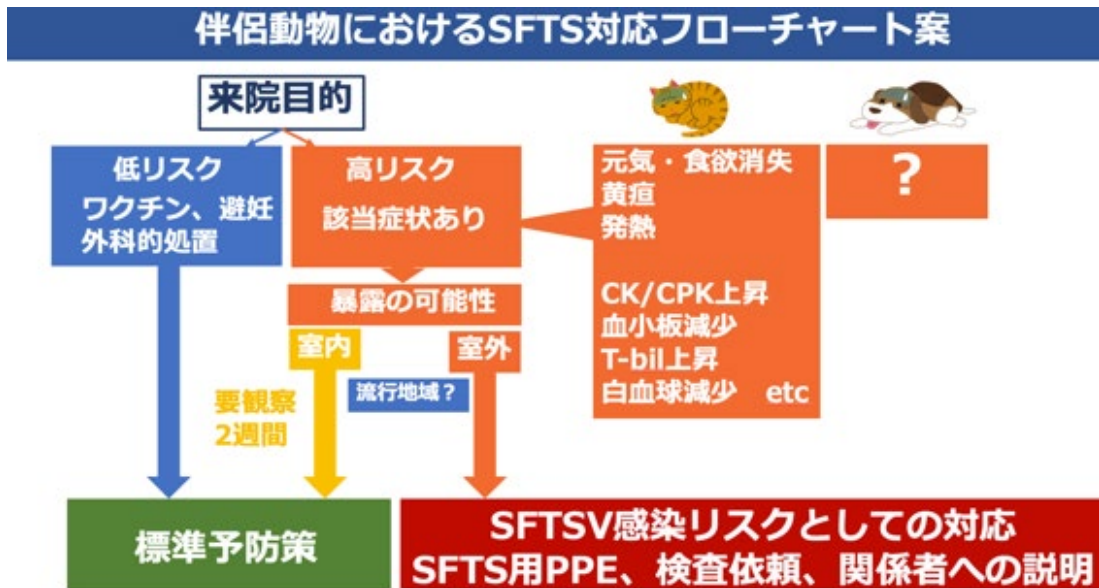 伴侶動物におけるSFTS対応フローチャート案
来院目的
低リスク
ワクチン、避妊
外科的処置
高リスク
該当症状あり
元気・食欲消失
黄疸
発熱
CK/CPK上昇
血小板減少
T-bil上昇
白血球減少　etc
?
暴露の可能性
室内
室外
流行地域？
要観察
2週間
標準予防策
SFTSV感染リスクとしての対応
SFTS用PPE、検査依頼、関係者への説明